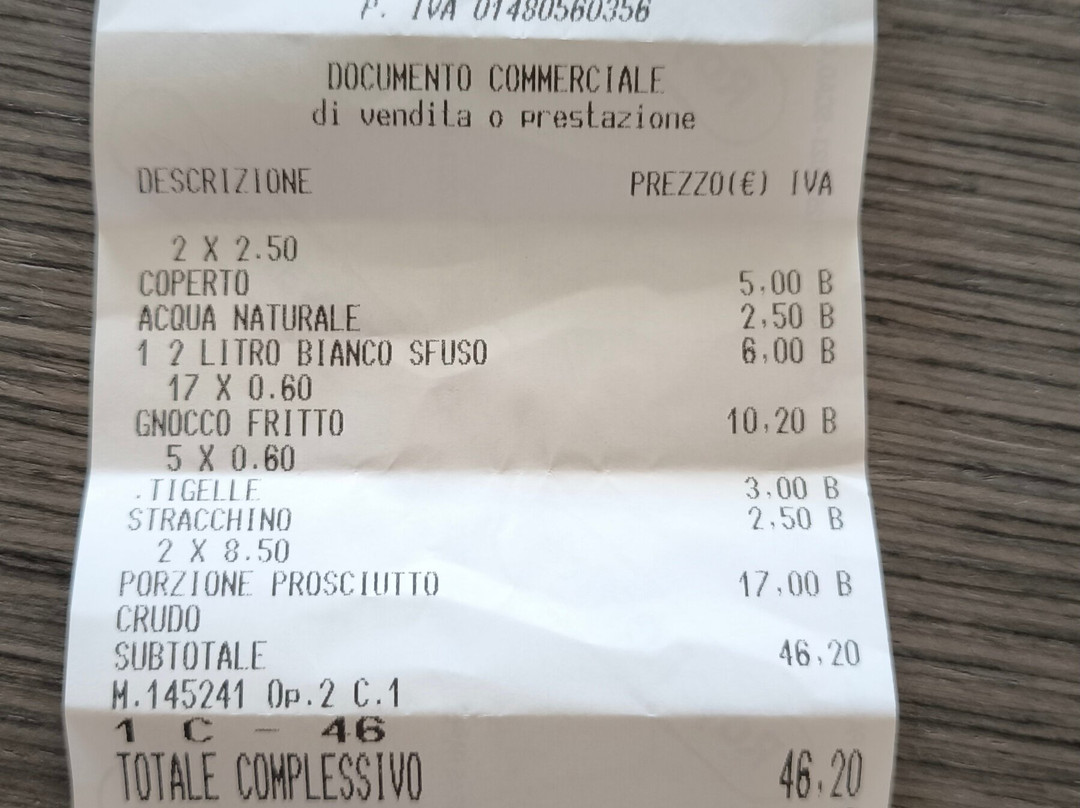 P. IVA 01480560356
DOCUMENTO COMMERCIALE
di vendita o prestazione
DESCRIZIONE PREZZO(€) IVA
2 X 2.50
COPERTO 5,00 B
ACQUA NATURALE 2,50 B
1 2 LITRO BIANCO SFUSO 6,00 B
17 X 0.60
GNOCCO FRITTO 10,20 B
5 X 0.60
.TIGELLE 3,00 B
STRACCHINO 2,50 B
2 X 8.50
PORZIONE PROSCIUTTO 17,00 B
CRUDO
SUBTOTALE 46,20
M.145241 Op.2 C.1
1 C - 46
TOTALE COMPLESSIVO 46,20